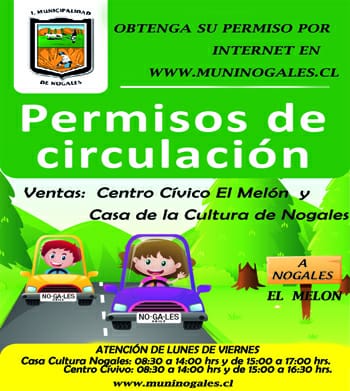 I. MUNICIPALIDAD
DE NOGALES
OBTENGA SU PERMISO POR
INTERNET EN
WWW.MUNINOGALES.CL
Permisos de
circulación
Ventas: Centro Cívico El Melón y
Casa de la Cultura de Nogales
A
NOGALES
EL MELON
NO·GA·LES
NO·GA·LES
ATENCIÓN DE LUNES DE VIERNES
Casa Cultura Nogales: 08:30 a 14:00 hrs y de 15:00 a 17:00 hrs.
Centro Cívivo: 08:30 a 14:00 hrs y de 15:00 a 16:30 hrs.
www.muninogales.cl